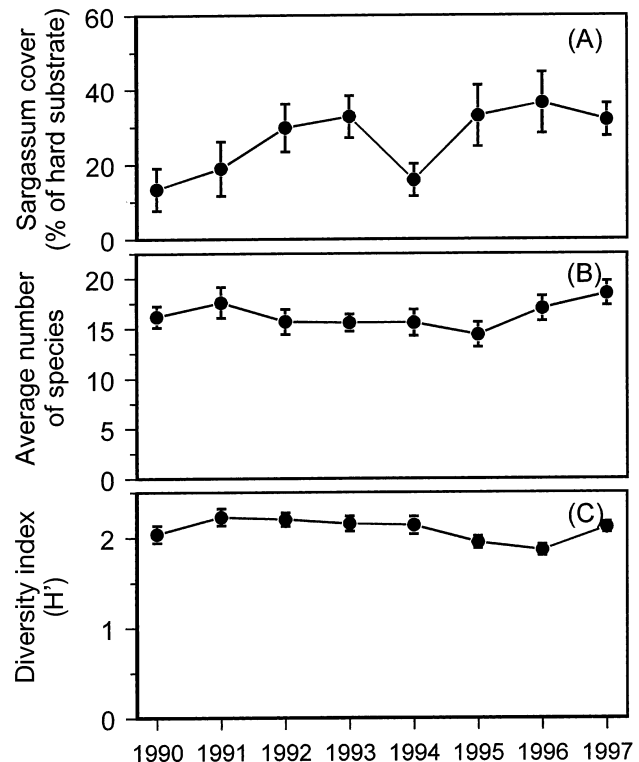 Sargassum cover
(% of hard substrate)
60
40
20
0
(A)
Average number
of species
20
15
10
5
0
(B)
Diversity index
(H')
2
1
0
(C)
1990 1991 1992 1993 1994 1995 1996 1997